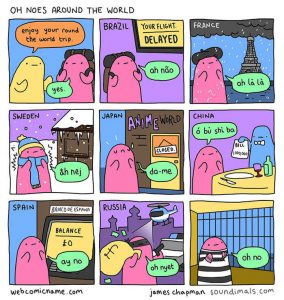 OH NOES AROUND THE WORLD
enjoy your round
the world trip.
yes.
BRAZIL
YOUR FLIGHT:
DELAYED
oh não
FRANCE
oh là là
SWEDEN
åh nej
JAPAN
ANIME WORLD
CLOSED.
da-me
CHINA
á bù shì ba
BILL
SPAIN
BANCO DE ESPAÑA
BALANCE
£0
ay no
RUSSIA
oh nyet
oh no
webcomicname.com
james chapman soundimals.com